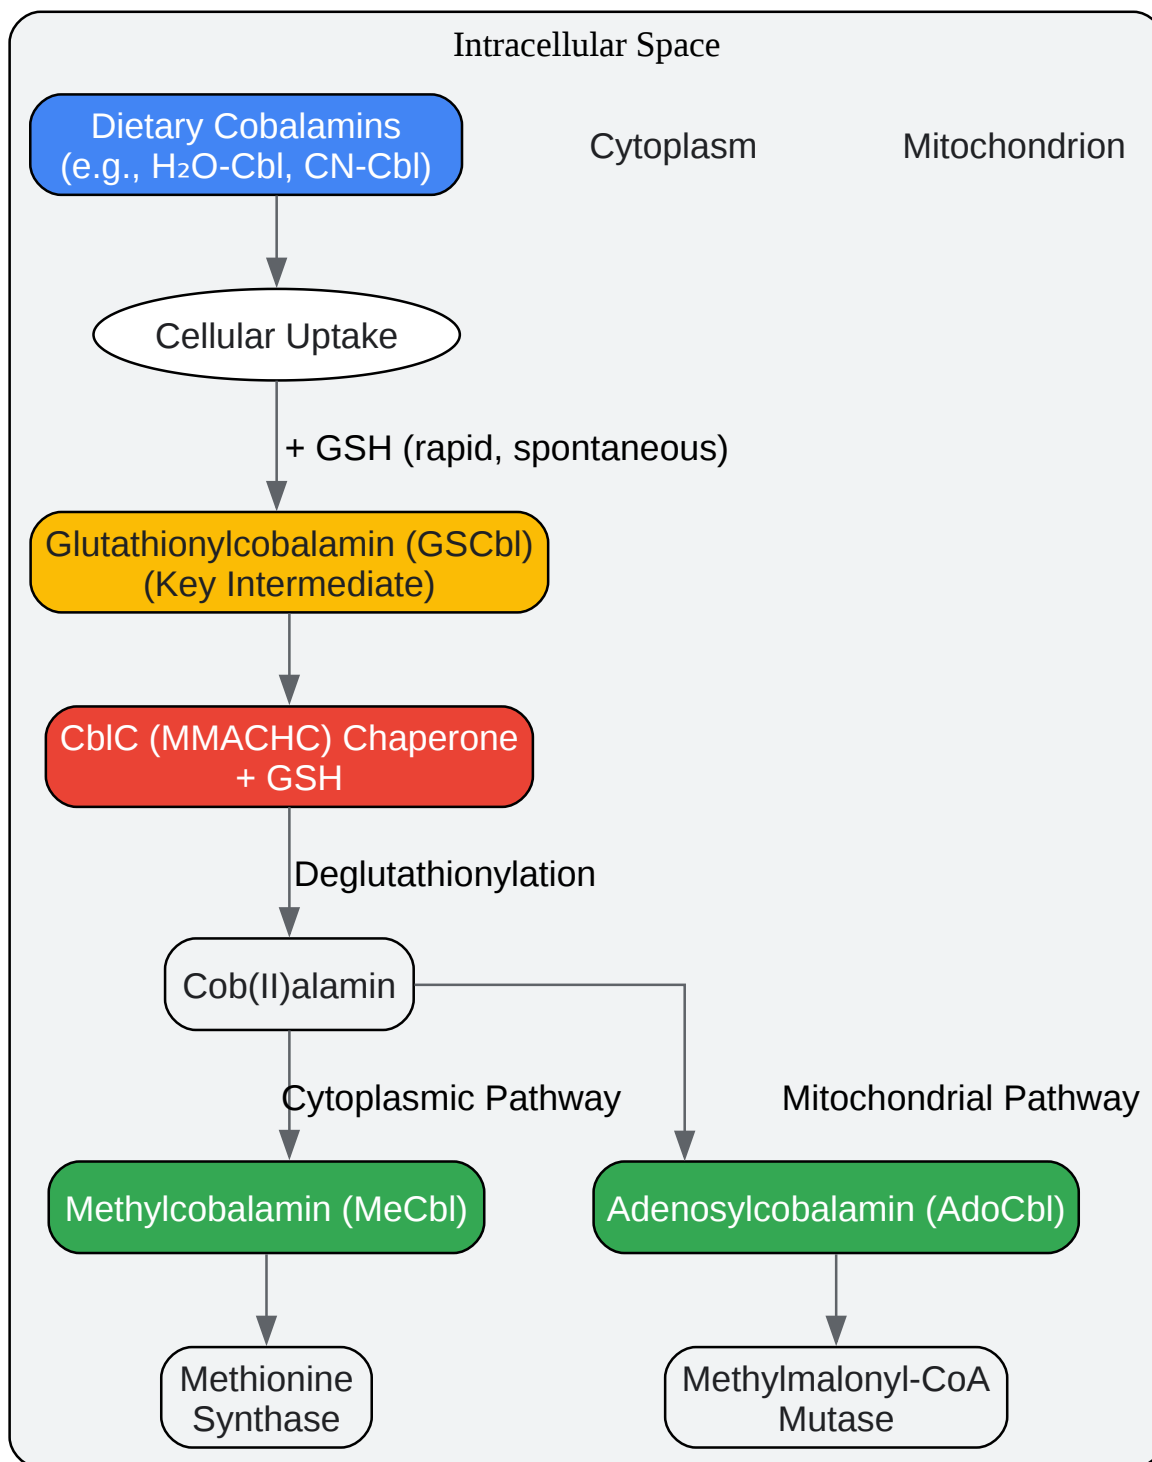 Intracellular Space
Dietary Cobalamins
(e.g., H₂O-Cbl, CN-Cbl)
Cytoplasm
Mitochondrion
Cellular Uptake
+ GSH (rapid, spontaneous)
Glutathionylcobalamin (GSCbl)
(Key Intermediate)
CblC (MMACHC) Chaperone
+ GSH
Deglutathionylation
Cob(II)alamin
Cytoplasmic Pathway
Mitochondrial Pathway
Methylcobalamin (MeCbl)
Adenosylcobalamin (AdoCbl)
Methionine
Synthase
Methylmalonyl-CoA
Mutase